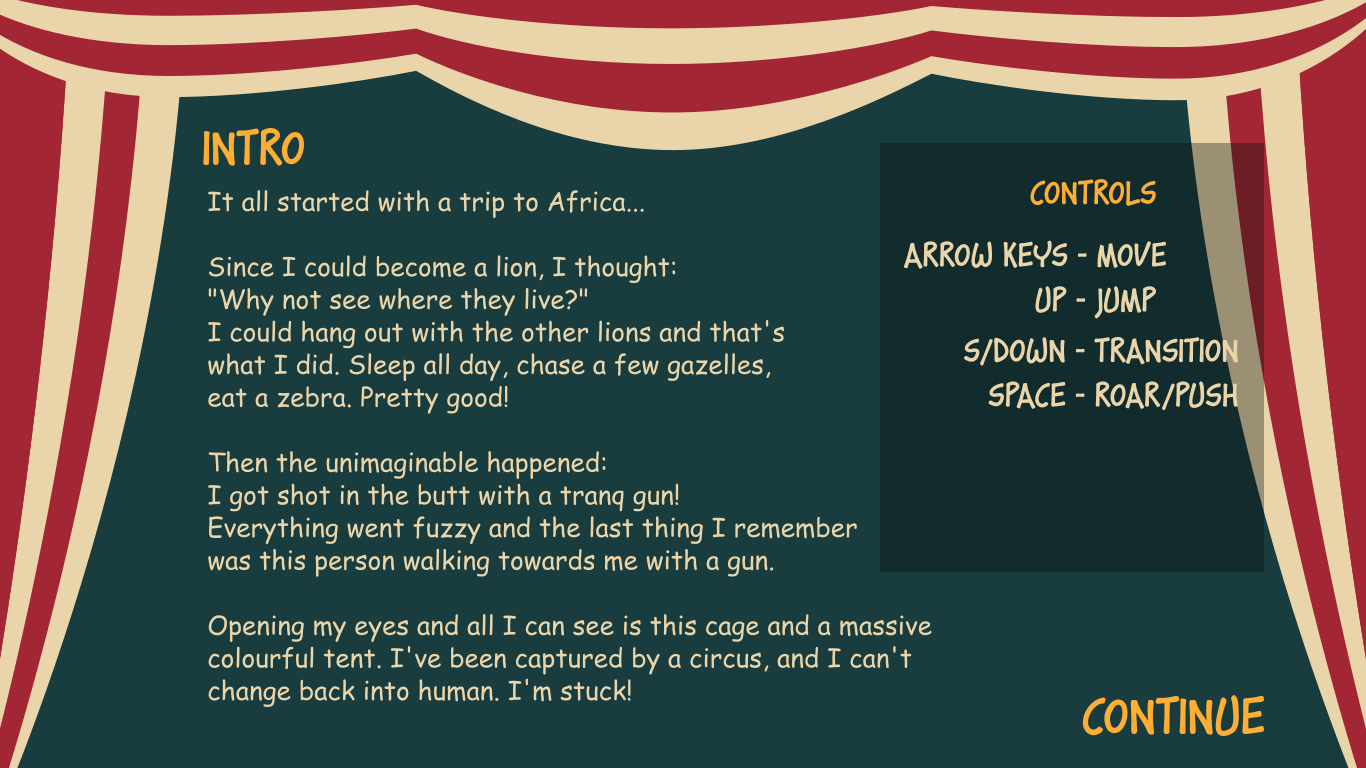 INTRO
It all started with a trip to Africa...
Since I could become a lion, I thought:
"Why not see where they live?"
I could hang out with the other lions and that's
what I did. Sleep all day, chase a few gazelles,
eat a zebra. Pretty good!
Then the unimaginable happened:
I got shot in the butt with a tranq gun!
Everything went fuzzy and the last thing I remember
was this person walking towards me with a gun.
Opening my eyes and all I can see is this cage and a massive
colourful tent. I've been captured by a circus, and I can't
change back into human. I'm stuck!
CONTROLS
ARROW KEYS - MOVE
UP - JUMP
S/DOWN - TRANSITION
SPACE - ROAR/PUSH
CONTINUE